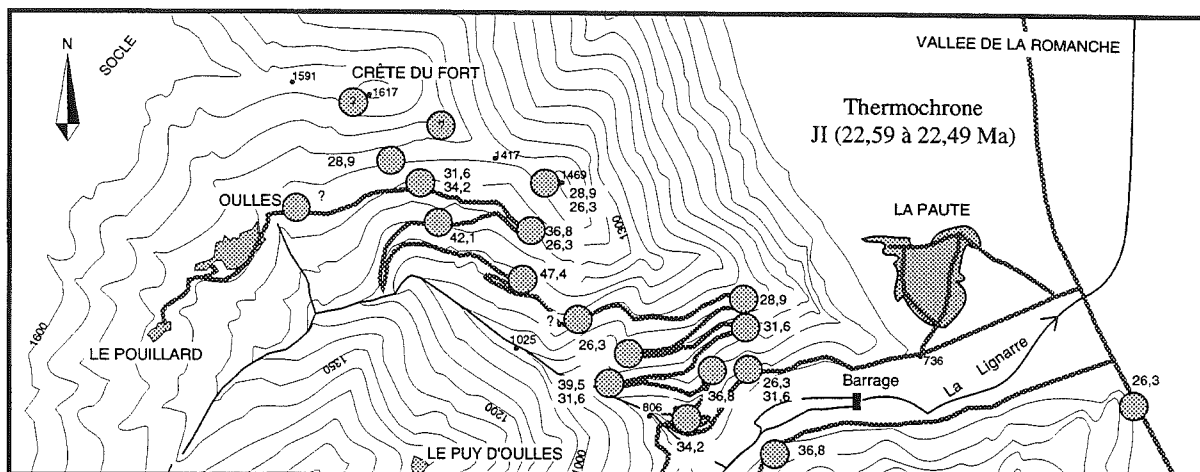 N
SOCLE
VALLEE DE LA ROMANCHE
1591
CRÊTE DU FORT
1617
?
Thermochrone
JI (22,59 à 22,49 Ma)
28,9
1417
31,6
34,2
1469
28,9
26,3
OULLES
?
LA PAUTE
1300
36,8
26,3
42,1
47,4
28,9
?
31,6
1600
LE POUILLARD
1025
26,3
736
La Lignarre
1350
39,5
31,6
36,8
26,3
31,6
Barrage
26,3
1200
806
34,2
1000
LE PUY D'OULLES
36,8